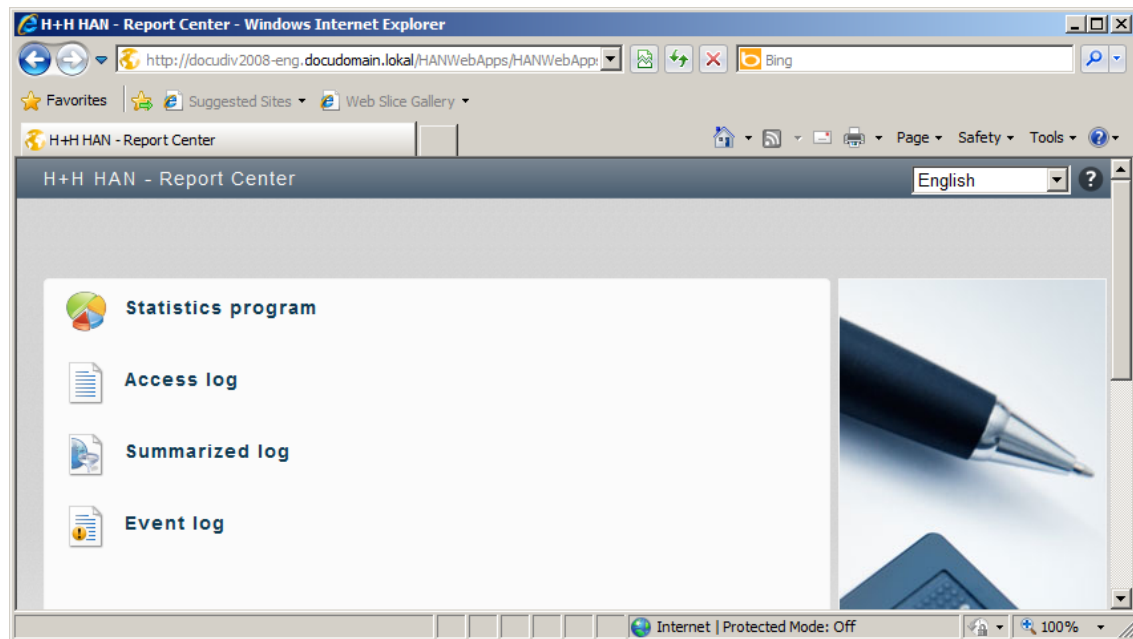 H+H HAN - Report Center - Windows Internet Explorer
http://docudiv2008-eng.docudomain.lokal/HANWebApps/HANWebApp:
Bing
Favorites
Suggested Sites
Web Slice Gallery
H+H HAN - Report Center
Page
Safety
Tools
H+H HAN - Report Center
English
Statistics program
Access log
Summarized log
Event log
Internet | Protected Mode: Off
100%